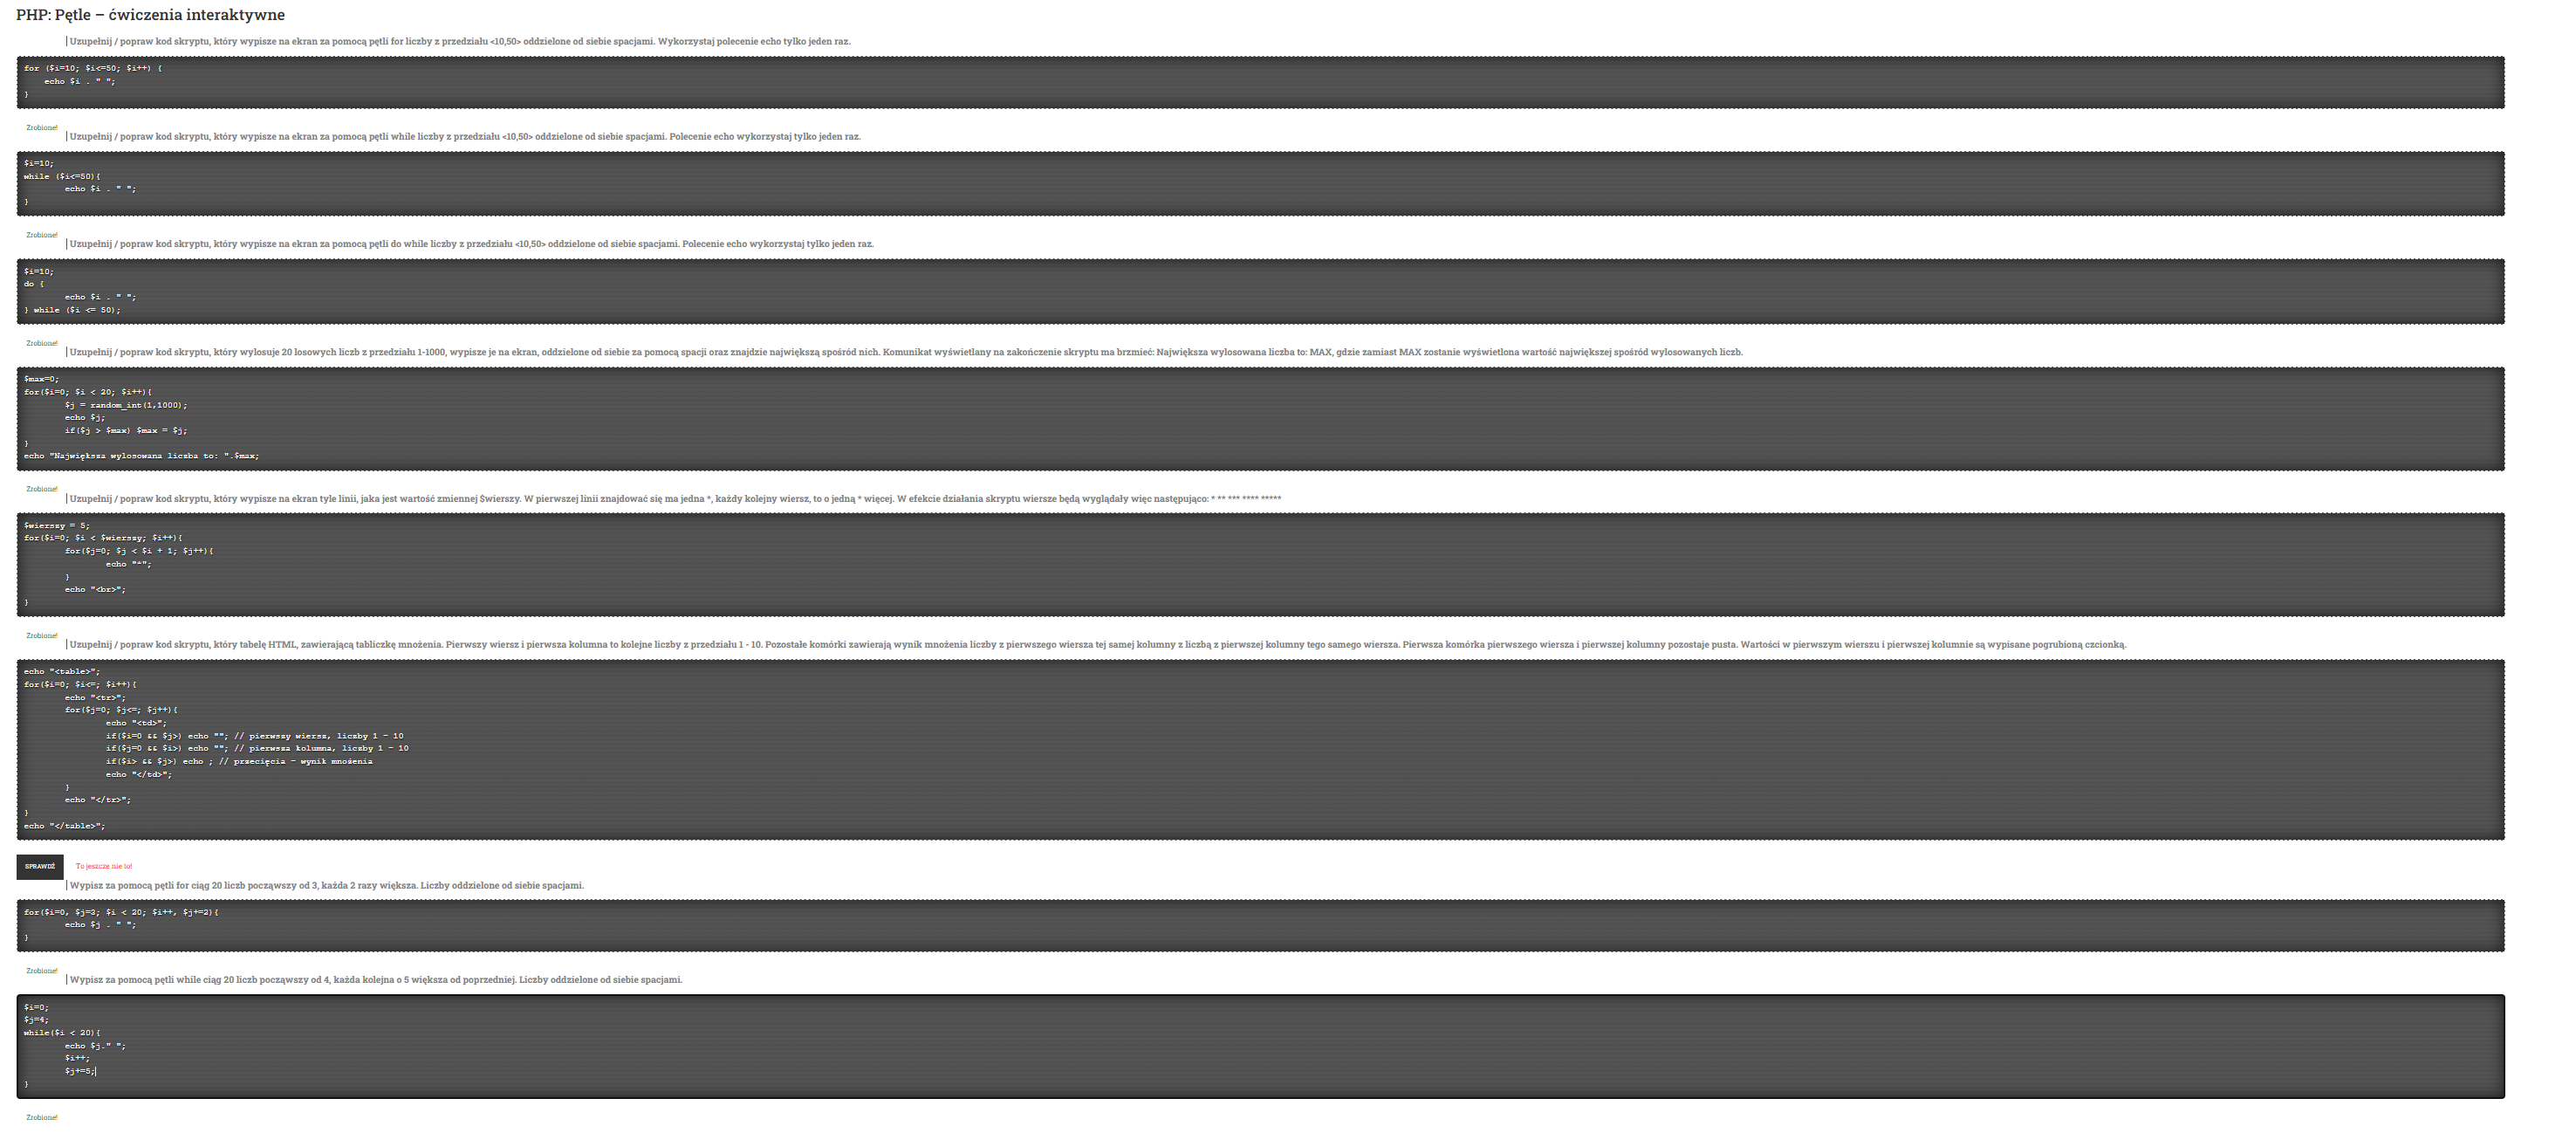 PHP: Pętle – ćwiczenia interaktywne
Uzupełnij / popraw kod skryptu, który wypisze na ekran za pomocą pętli for liczby z przedziału <10,50> oddzielone od siebie spacjami. Wykorzystaj polecenie echo tylko jeden raz.
for ($i=10; $i<=50; $i++) {
    echo $i . " ";
}
Zrobione!
Uzupełnij / popraw kod skryptu, który wypisze na ekran za pomocą pętli while liczby z przedziału <10,50> oddzielone od siebie spacjami. Polecenie echo wykorzystaj tylko jeden raz.
$i=10;
while ($i<=50){
        echo $i . " ";
}
Zrobione!
Uzupełnij / popraw kod skryptu, który wypisze na ekran za pomocą pętli do while liczby z przedziału <10,50> oddzielone od siebie spacjami. Polecenie echo wykorzystaj tylko jeden raz.
$i=10;
do {
        echo $i . " ";
} while ($i <= 50);
Zrobione!
Uzupełnij / popraw kod skryptu, który wylosuje 20 losowych liczb z przedziału 1-1000, wypisze je na ekran, oddzielone od siebie za pomocą spacji oraz znajdzie największą spośród nich. Komunikat wyświetlany na zakończenie skryptu ma brzmieć: Największa wylosowana liczba to: MAX, gdzie zamiast MAX zostanie wyświetlona wartość największej spośród wylosowanych liczb.
$max=0;
for($i=0; $i < 20; $i++){
        $j = random_int(1,1000);
        echo $j;
        if($j > $max) $max = $j;
}
echo "Największa wylosowana liczba to: ".$max;
Zrobione!
Uzupełnij / popraw kod skryptu, który wypisze na ekran tyle linii, jaka jest wartość zmiennej $wierszy. W pierwszej linii znajdować się ma jedna *, każdy kolejny wiersz, to o jedną * więcej. W efekcie działania skryptu wiersze będą wyglądały więc następująco: * ** *** **** *****
$wierszy = 5;
for($i=0; $i < $wierszy; $i++){
        for($j=0; $j < $i + 1; $j++){
                echo "*";
        }
        echo "<br>";
}
Zrobione!
Uzupełnij / popraw kod skryptu, który tabelę HTML, zawierającą tabliczkę mnożenia. Pierwszy wiersz i pierwsza kolumna to kolejne liczby z przedziału 1 - 10. Pozostałe komórki zawierają wynik mnożenia liczby z pierwszego wiersza tej samej kolumny z liczbą z pierwszej kolumny tego samego wiersza. Pierwsza komórka pierwszego wiersza i pierwszej kolumny pozostaje pusta. Wartości w pierwszym wierszu i pierwszej kolumnie są wypisane pogrubioną czcionką.
echo "<table>";
for($i=0; $i<=; $i++){
        echo "<tr>";
        for($j=0; $j<=; $j++){
                echo "<td>";
                if($i=0 && $j>) echo ""; // pierwszy wiersz, liczby 1 - 10
                if($j=0 && $i>) echo ""; // pierwsza kolumna, liczby 1 - 10
                if($i> && $j>) echo ; // przecięcia - wynik mnożenia
                echo "</td>";
        }
        echo "</tr>";
}
echo "</table>";
SPRAWDŹ To jeszcze nie to!
Wypisz za pomocą pętli for ciąg 20 liczb począwszy od 3, każda 2 razy większa. Liczby oddzielone od siebie spacjami.
for($i=0, $j=3; $i < 20; $i++, $j+=2){
        echo $j . " ";
}
Zrobione!
Wypisz za pomocą pętli while ciąg 20 liczb począwszy od 4, każda kolejna o 5 większa od poprzedniej. Liczby oddzielone od siebie spacjami.
$i=0;
$j=4;
while($i < 20){
        echo $j." ";
        $i++;
        $j+=5;
}
Zrobione!